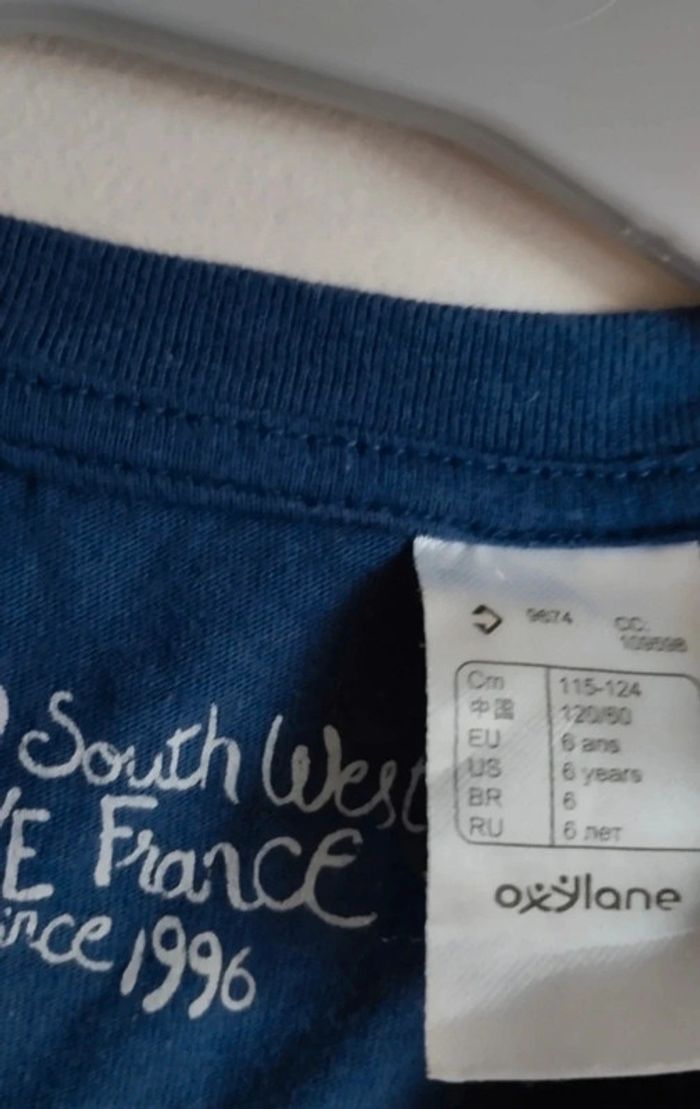 South West
E France
ince 1996
9674 CC:
109598
Cm 115-124
中国 120/60
EU 6 ans
US 6 years
BR 6
RU 6 лет
oxylane